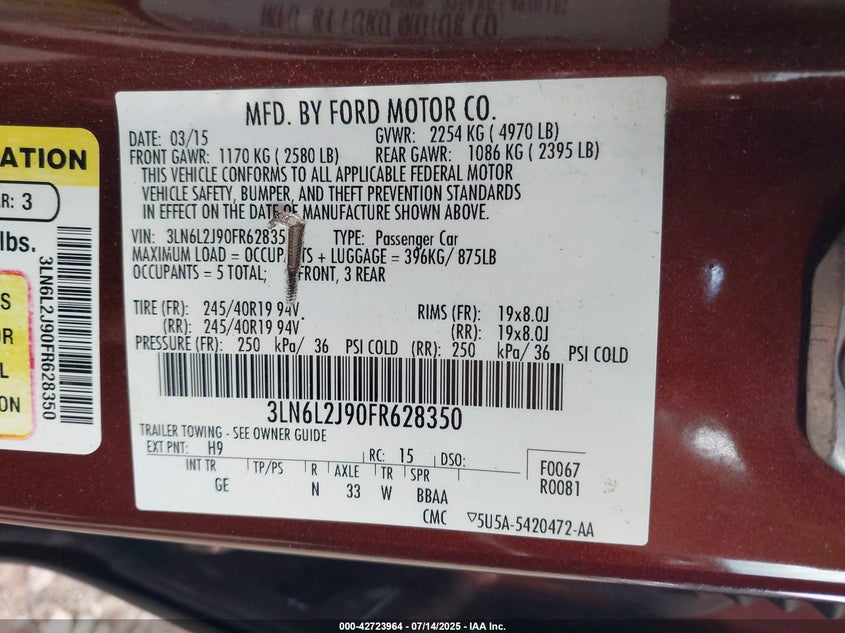 MFD. BY FORD MOTOR CO.
DATE: 03/15 GVWR: 2254 KG ( 4970 LB)
FRONT GAWR: 1170 KG ( 2580 LB) REAR GAWR: 1086 KG ( 2395 LB)
THIS VEHICLE CONFORMS TO ALL APPLICABLE FEDERAL MOTOR
VEHICLE SAFETY, BUMPER, AND THEFT PREVENTION STANDARDS
IN EFFECT ON THE DATE OF MANUFACTURE SHOWN ABOVE.
VIN: 3LN6L2J90FR62835 TYPE: Passenger Car
MAXIMUM LOAD = OCCUPANTS + LUGGAGE = 396KG/ 875LB
OCCUPANTS = 5 TOTAL; FRONT, 3 REAR
TIRE (FR): 245/40R19 94V RIMS (FR): 19x8.0J
(RR): 245/40R19 94V (RR): 19x8.0J
PRESSURE (FR): 250 kPa/ 36 PSI COLD (RR): 250 kPa/ 36 PSI COLD
3LN6L2J90FR628350
TRAILER TOWING - SEE OWNER GUIDE
EXT PNT: H9 RC: 15 DSO: F0067
INT TR TP/PS R AXLE TR SPR R0081
GE N 33 W BBAA
CMC ▽5U5A-5420472-AA
ATION
R: 3
lbs.
S
OR
L
ON
3LN6L2J90FR628350
MFD. BY FORD MOTOR CO.
000-42723964 - 07/14/2025 - IAA Inc.